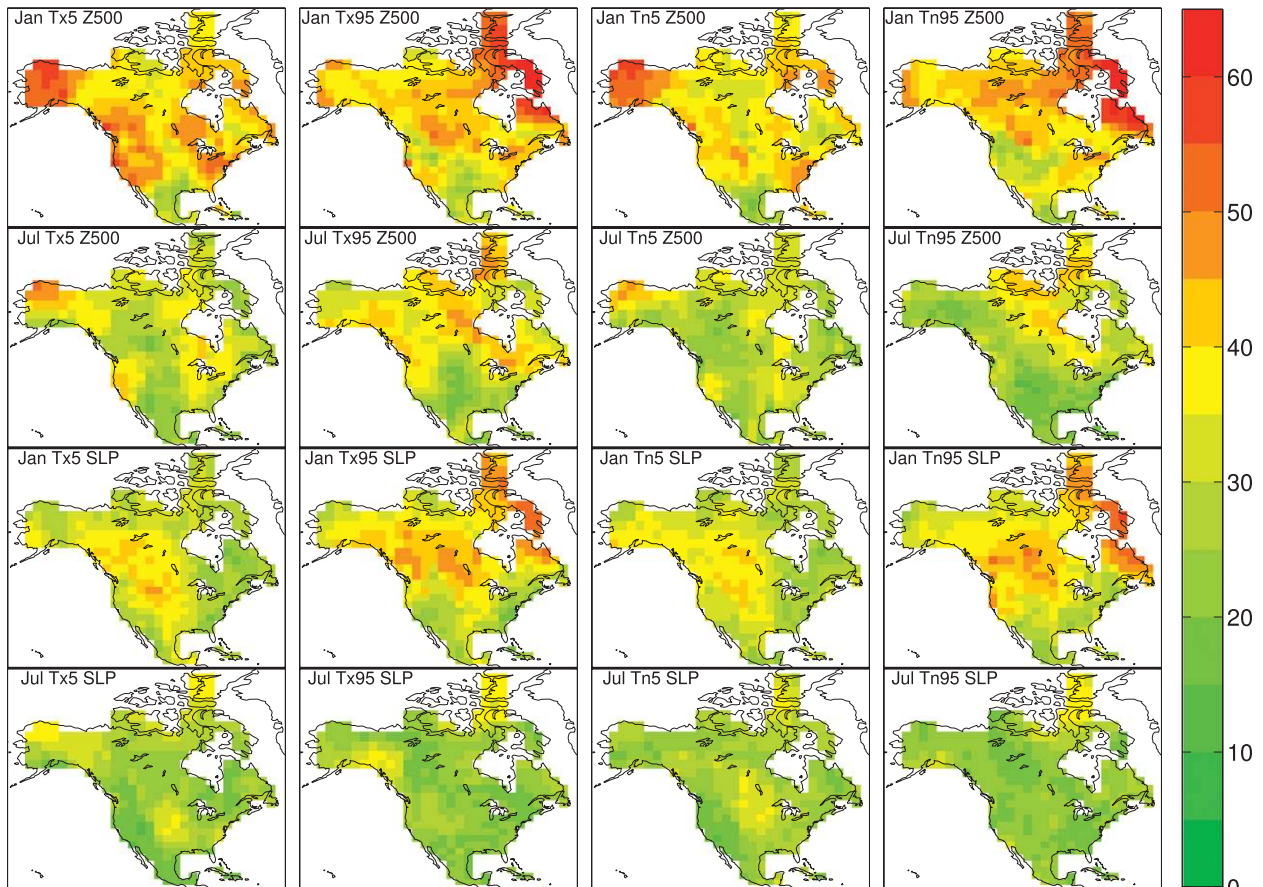 Jan Tx5 Z500
Jan Tx95 Z500
Jan Tn5 Z500
Jan Tn95 Z500
Jul Tx5 Z500
Jul Tx95 Z500
Jul Tn5 Z500
Jul Tn95 Z500
Jan Tx5 SLP
Jan Tx95 SLP
Jan Tn5 SLP
Jan Tn95 SLP
Jul Tx5 SLP
Jul Tx95 SLP
Jul Tn5 SLP
Jul Tn95 SLP
60
50
40
30
20
10
0